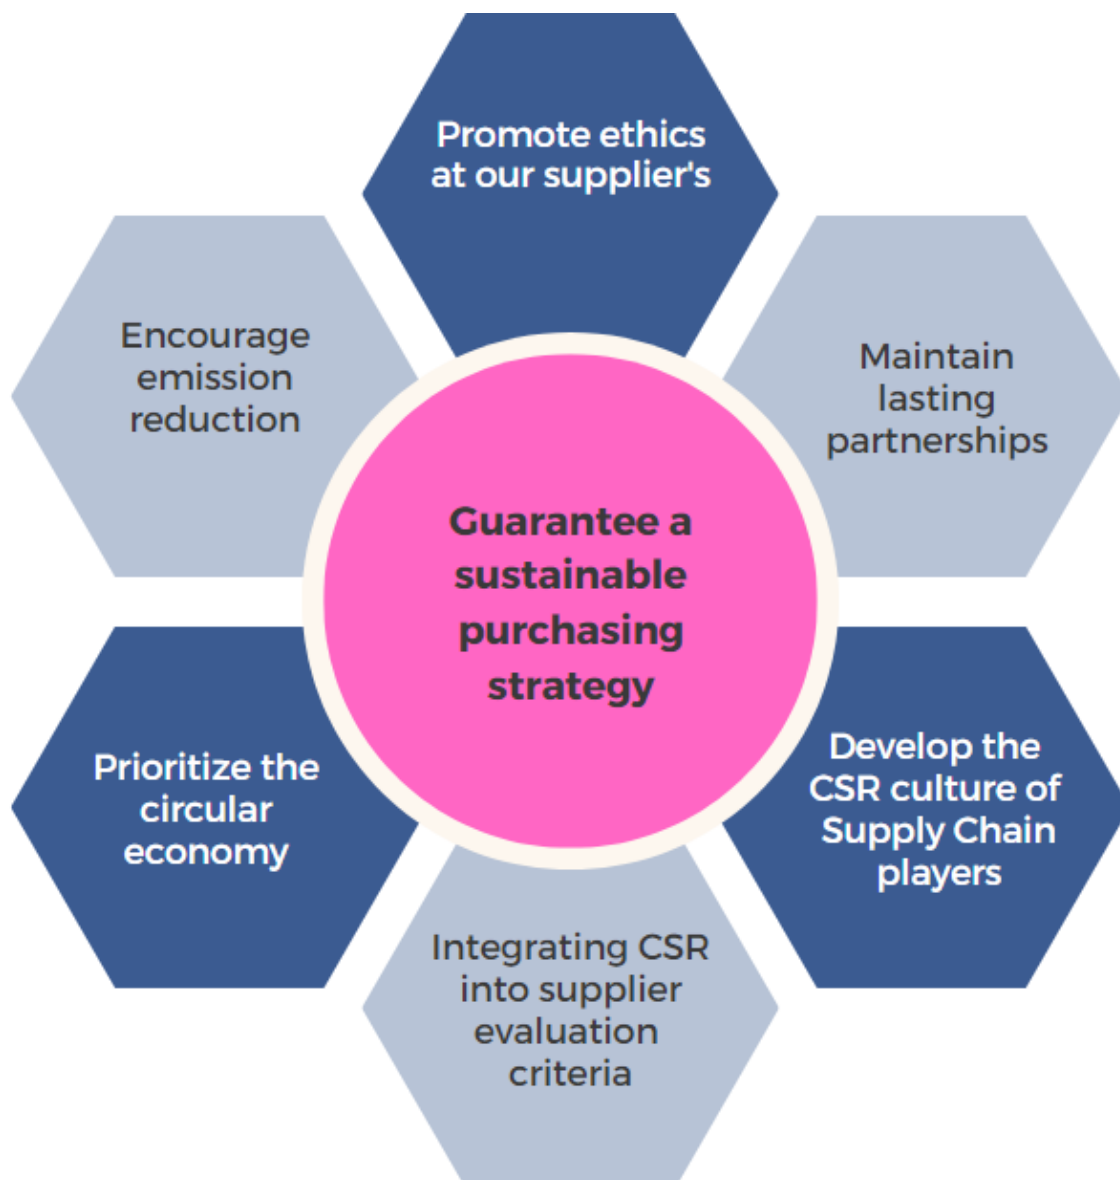 Promote ethics
at our supplier's
Encourage
emission
reduction
Maintain
lasting
partnerships
Guarantee a
sustainable
purchasing
strategy
Prioritize the
circular
economy
Develop the
CSR culture of
Supply Chain
players
Integrating CSR
into supplier
evaluation
criteria